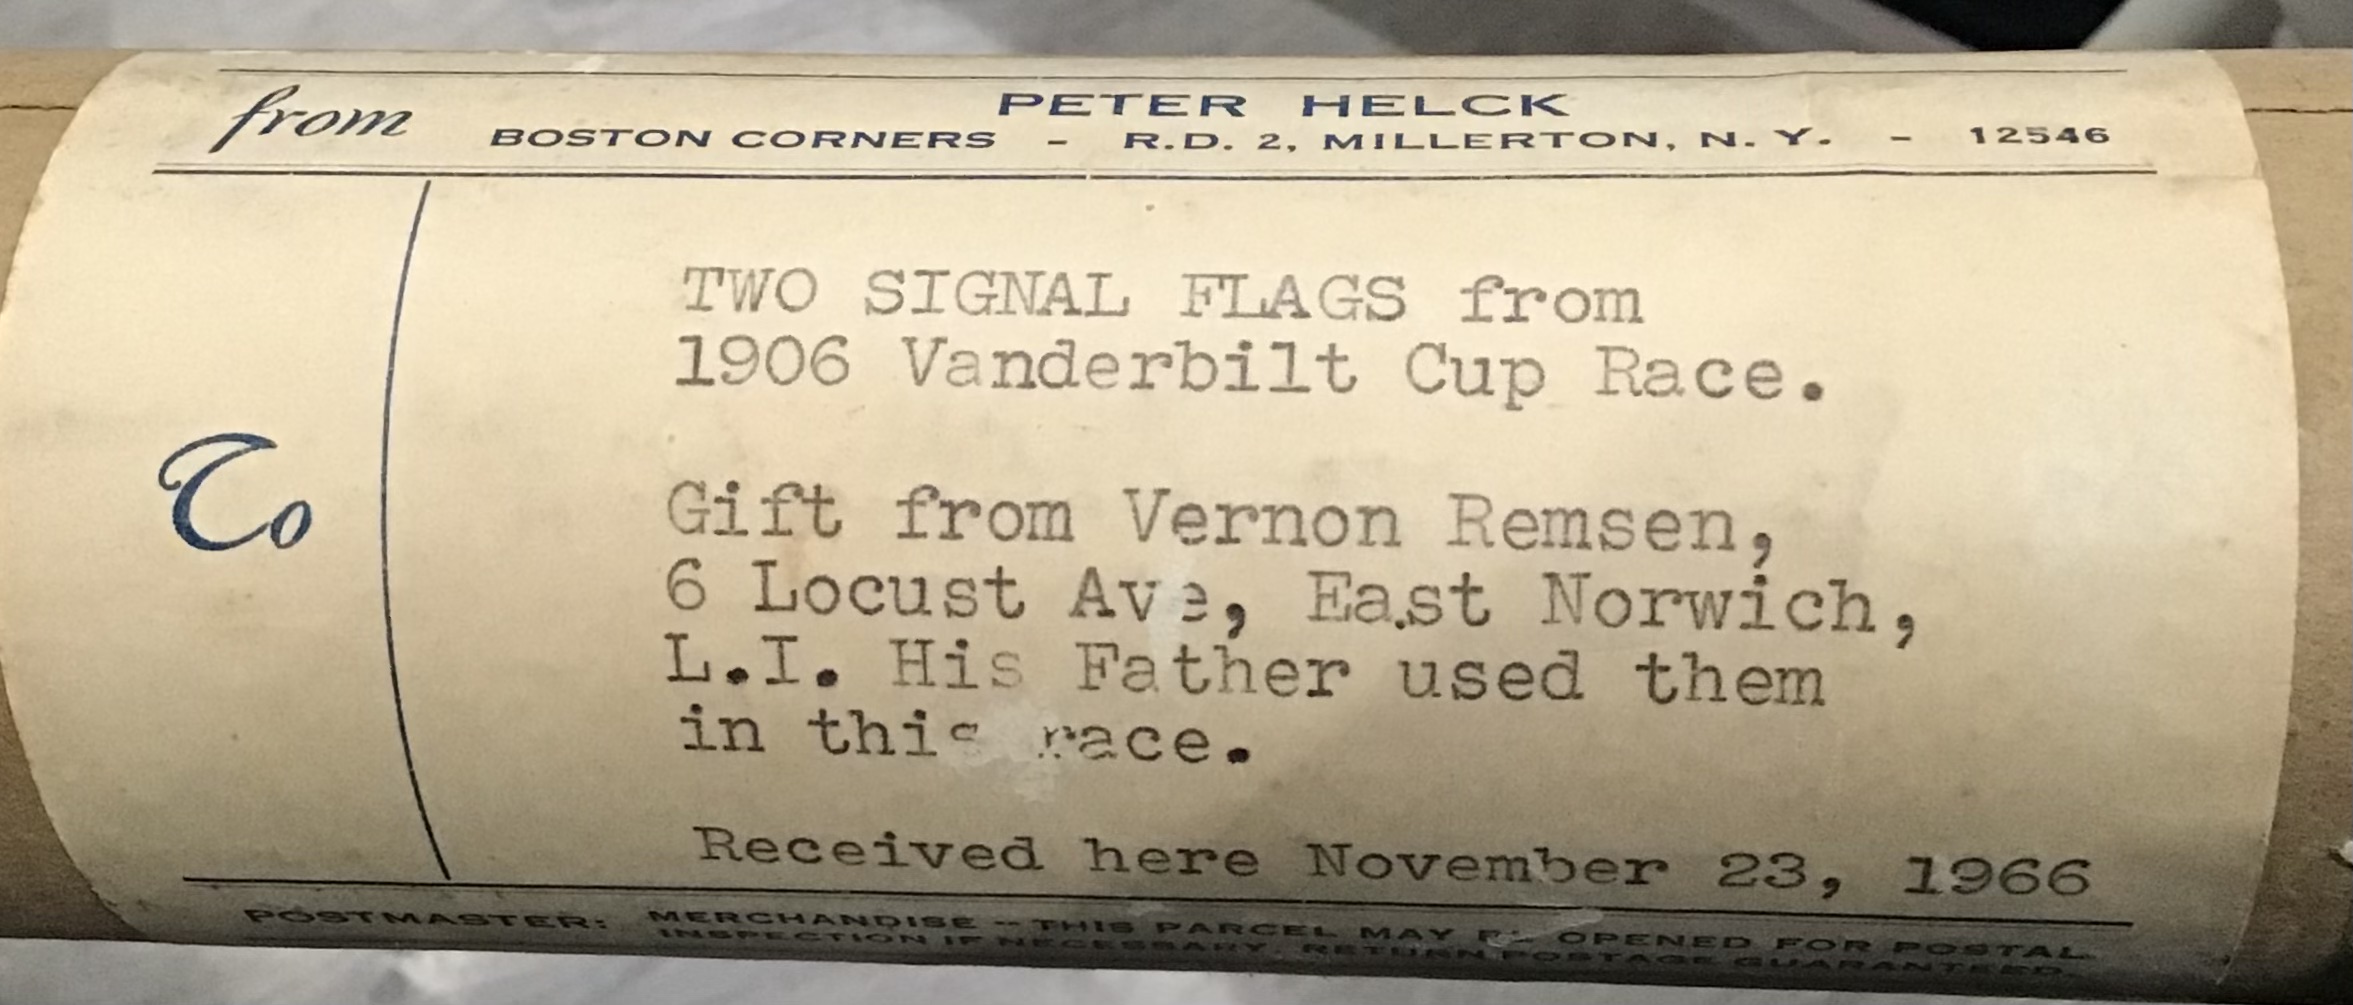 from
PETER HELCK
BOSTON CORNERS - R.D. 2, MILLERTON, N. Y. - 12546
To
TWO SIGNAL FLAGS from
1906 Vanderbilt Cup Race.
Gift from Vernon Remsen,
6 Locust Ave, Ea.st Norwich,
L.I. His Father used them
in this race.
Received here November 23, 1966
POSTMASTER: MERCHANDISE -- THIS PARCEL MAY BE OPENED FOR POSTAL
INSPECTION IF NECESSARY. RETURN POSTAGE GUARANTEED.